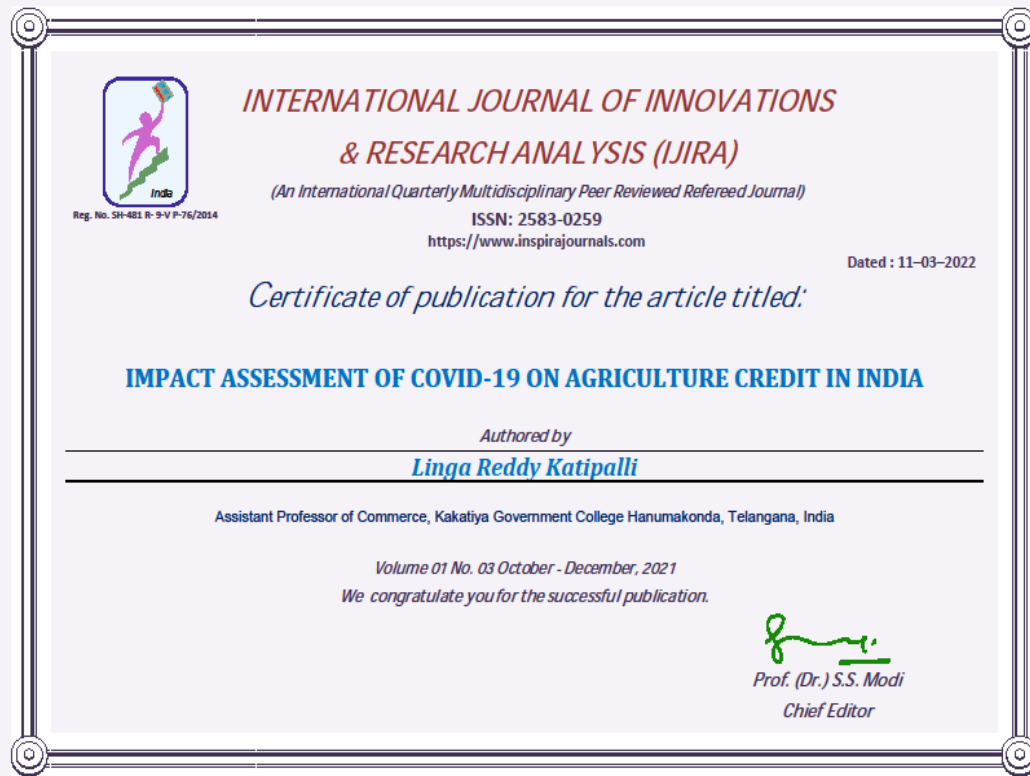 INTERNATIONAL JOURNAL OF INNOVATIONS
& RESEARCH ANALYSIS (IJIRA)
(An International Quarterly Multidisciplinary Peer Reviewed Refereed Journal)
India
Reg. No. SH-481 R- 9-V P-76/2014
ISSN: 2583-0259
https://www.inspirajournals.com
Dated : 11–03–2022
Certificate of publication for the article titled:
IMPACT ASSESSMENT OF COVID-19 ON AGRICULTURE CREDIT IN INDIA
Authored by
Linga Reddy Katipalli
Assistant Professor of Commerce, Kakatiya Government College Hanumakonda, Telangana, India
Volume 01 No. 03 October - December, 2021
We congratulate you for the successful publication.
Prof. (Dr.) S.S. Modi
Chief Editor